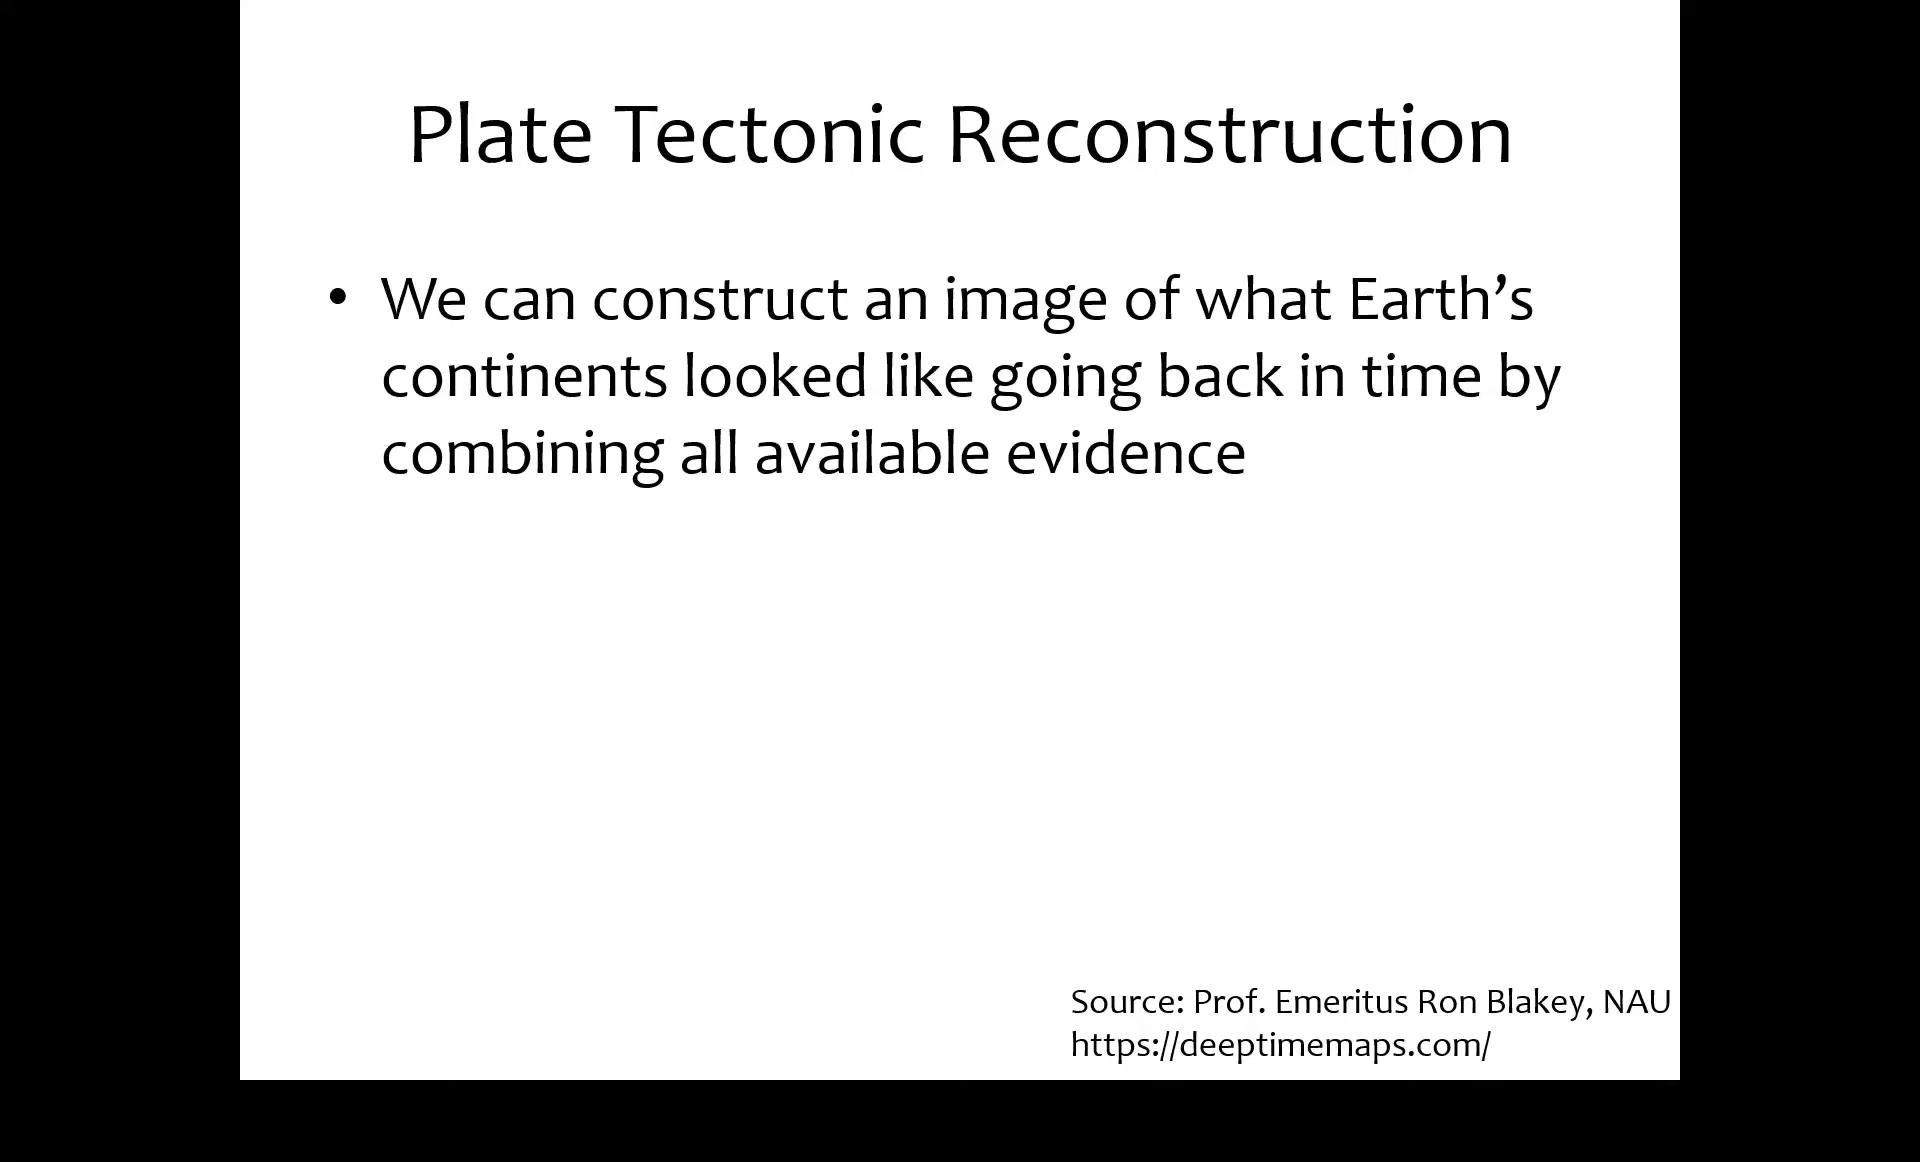 Plate Tectonic Reconstruction
• We can construct an image of what Earth’s
continents looked like going back in time by
combining all available evidence
Source: Prof. Emeritus Ron Blakey, NAU
https://deeptimemaps.com/